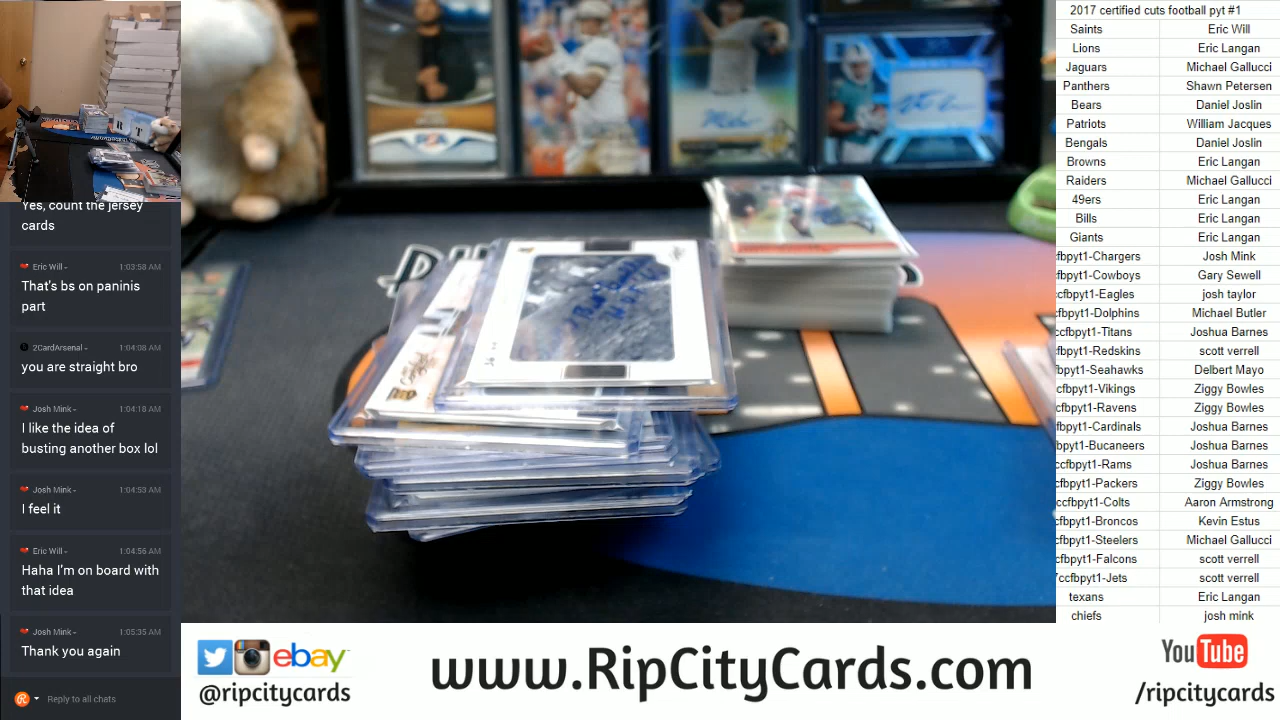 Yes, count the jersey
cards
Eric Will - 1:03:58 AM
That's bs on paninis
part
2CardArsenal - 1:04:08 AM
you are straight bro
Josh Mink - 1:04:18 AM
I like the idea of
busting another box lol
Josh Mink - 1:04:53 AM
I feel it
Eric Will - 1:04:56 AM
Haha I'm on board with
that idea
Josh Mink - 1:05:35 AM
Thank you again
Reply to all chats
2017 certified cuts football pyt #1
Saints Eric Will
Lions Eric Langan
Jaguars Michael Gallucci
Panthers Shawn Petersen
Bears Daniel Joslin
Patriots William Jacques
Bengals Daniel Joslin
Browns Eric Langan
Raiders Michael Gallucci
49ers Eric Langan
Bills Eric Langan
Giants Eric Langan
cfbpyt1-Chargers Josh Mink
ccfbpyt1-Cowboys Gary Sewell
ccfbpyt1-Eagles josh taylor
cfbpyt1-Dolphins Michael Butler
ccfbpyt1-Titans Joshua Barnes
cfbpyt1-Redskins scott verrell
fbpyt1-Seahawks Delbert Mayo
ccfbpyt1-Vikings Ziggy Bowles
cfbpyt1-Ravens Ziggy Bowles
fbpyt1-Cardinals Joshua Barnes
bpyt1-Bucaneers Joshua Barnes
ccfbpyt1-Rams Joshua Barnes
cfbpyt1-Packers Ziggy Bowles
ccfbpyt1-Colts Aaron Armstrong
cfbpyt1-Broncos Kevin Estus
cfbpyt1-Steelers Michael Gallucci
cfbpyt1-Falcons scott verrell
7ccfbpyt1-Jets scott verrell
texans Eric Langan
chiefs josh mink
ebay
@ripcitycards
www.RipCityCards.com
YouTube
/ripcitycards